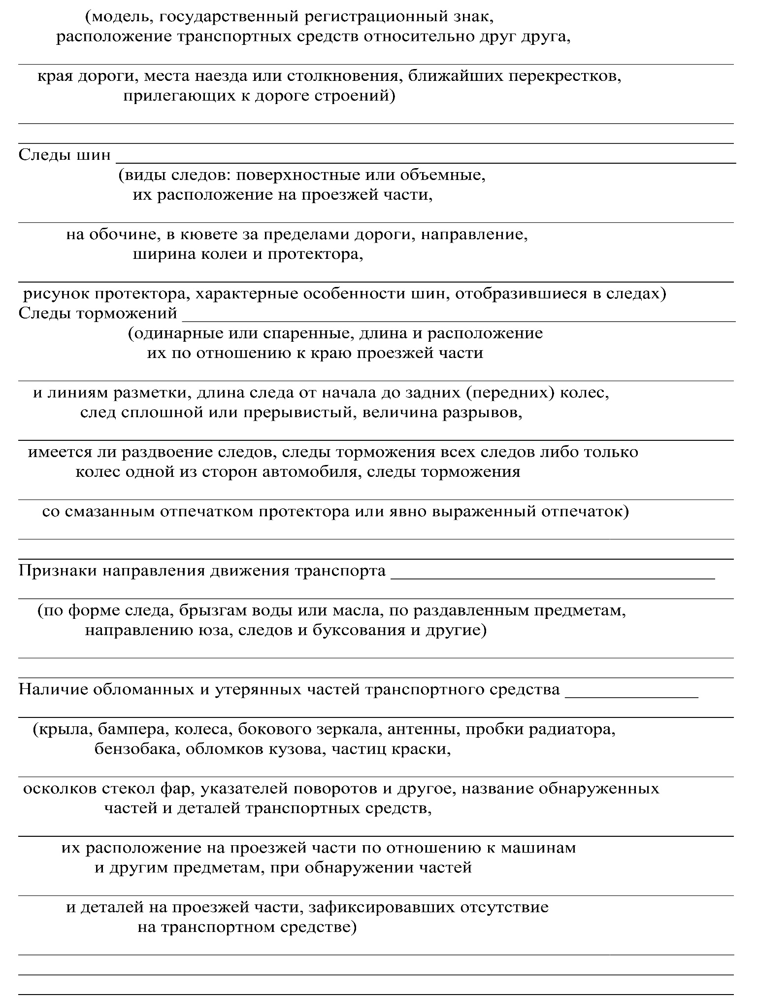 (модель, государственный регистрационный знак,
расположение транспортных средств относительно друг друга,
края дороги, места наезда или столкновения, ближайших перекрестков,
прилегающих к дороге строений)
Следы шин
(виды следов: поверхностные или объемные,
их расположение на проезжей части,
на обочине, в кювете за пределами дороги, направление,
ширина колеи и протектора,
рисунок протектора, характерные особенности шин, отобразившиеся в следах)
Следы торможений
(одинарные или спаренные, длина и расположение
их по отношению к краю проезжей части
и линиям разметки, длина следа от начала до задних (передних) колес,
след сплошной или прерывистый, величина разрывов,
имеется ли раздвоение следов, следы торможения всех следов либо только
колес одной из сторон автомобиля, следы торможения
со смазанным отпечатком протектора или явно выраженный отпечаток)
Признаки направления движения транспорта
(по форме следа, брызгам воды или масла, по раздавленным предметам,
направлению юза, следов и буксования и другие)
Наличие обломанных и утерянных частей транспортного средства
(крыла, бампера, колеса, бокового зеркала, антенны, пробки радиатора,
бензобака, обломков кузова, частиц краски,
осколков стекол фар, указателей поворотов и другое, название обнаруженных
частей и деталей транспортных средств,
их расположение на проезжей части по отношению к машинам
и другим предметам, при обнаружении частей
и деталей на проезжей части, зафиксировавших отсутствие
на транспортном средстве)